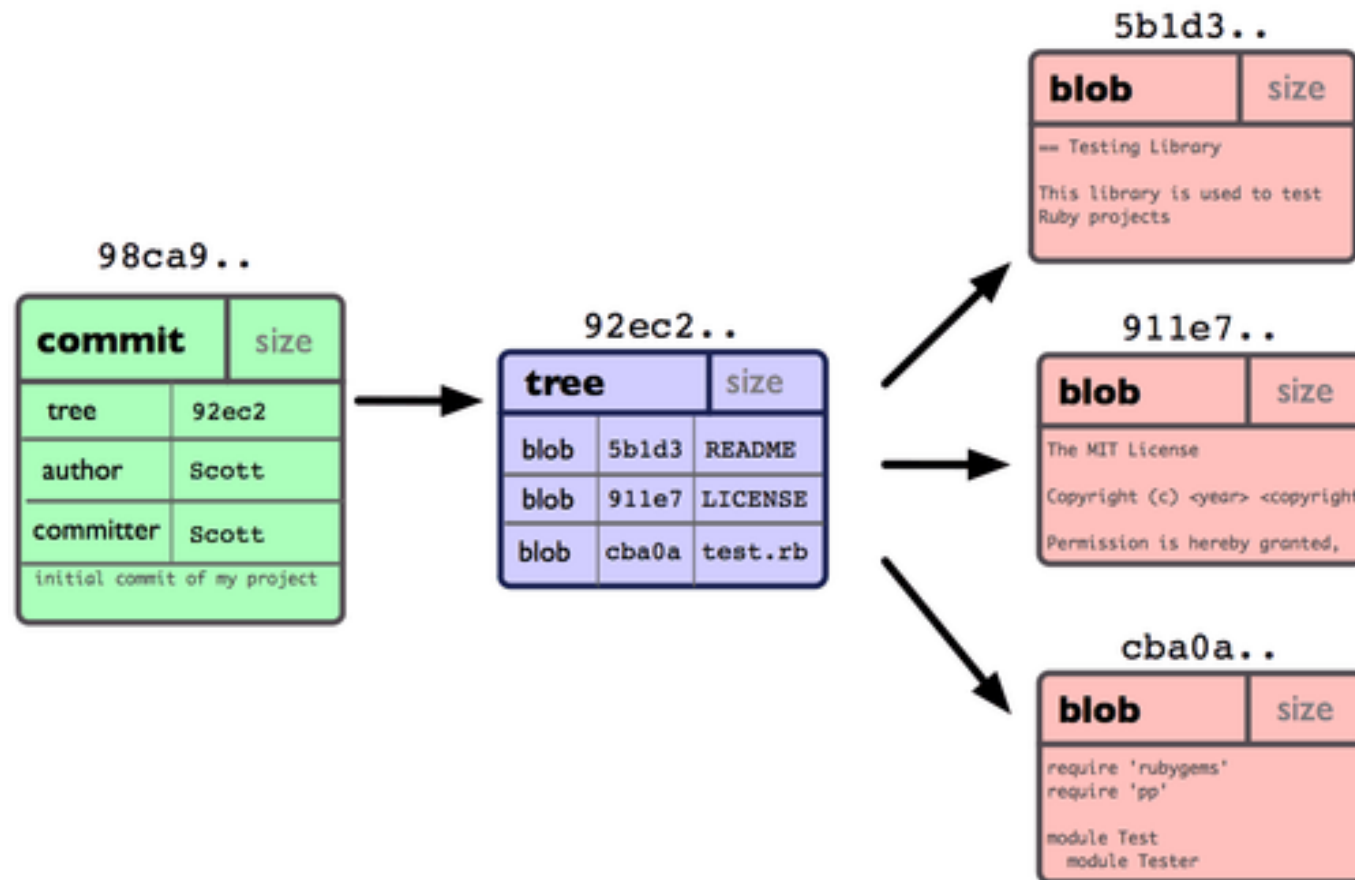 98ca9..
commit size
tree 92ec2
author Scott
committer Scott
initial commit of my project
92ec2..
tree size
blob 5b1d3 README
blob 911e7 LICENSE
blob cba0a test.rb
5b1d3..
blob size
== Testing Library
This library is used to test
Ruby projects
911e7..
blob size
The MIT License
Copyright (c) <year> <copyright
Permission is hereby granted,
cba0a..
blob size
require 'rubygems'
require 'pp'
module Test
module Tester